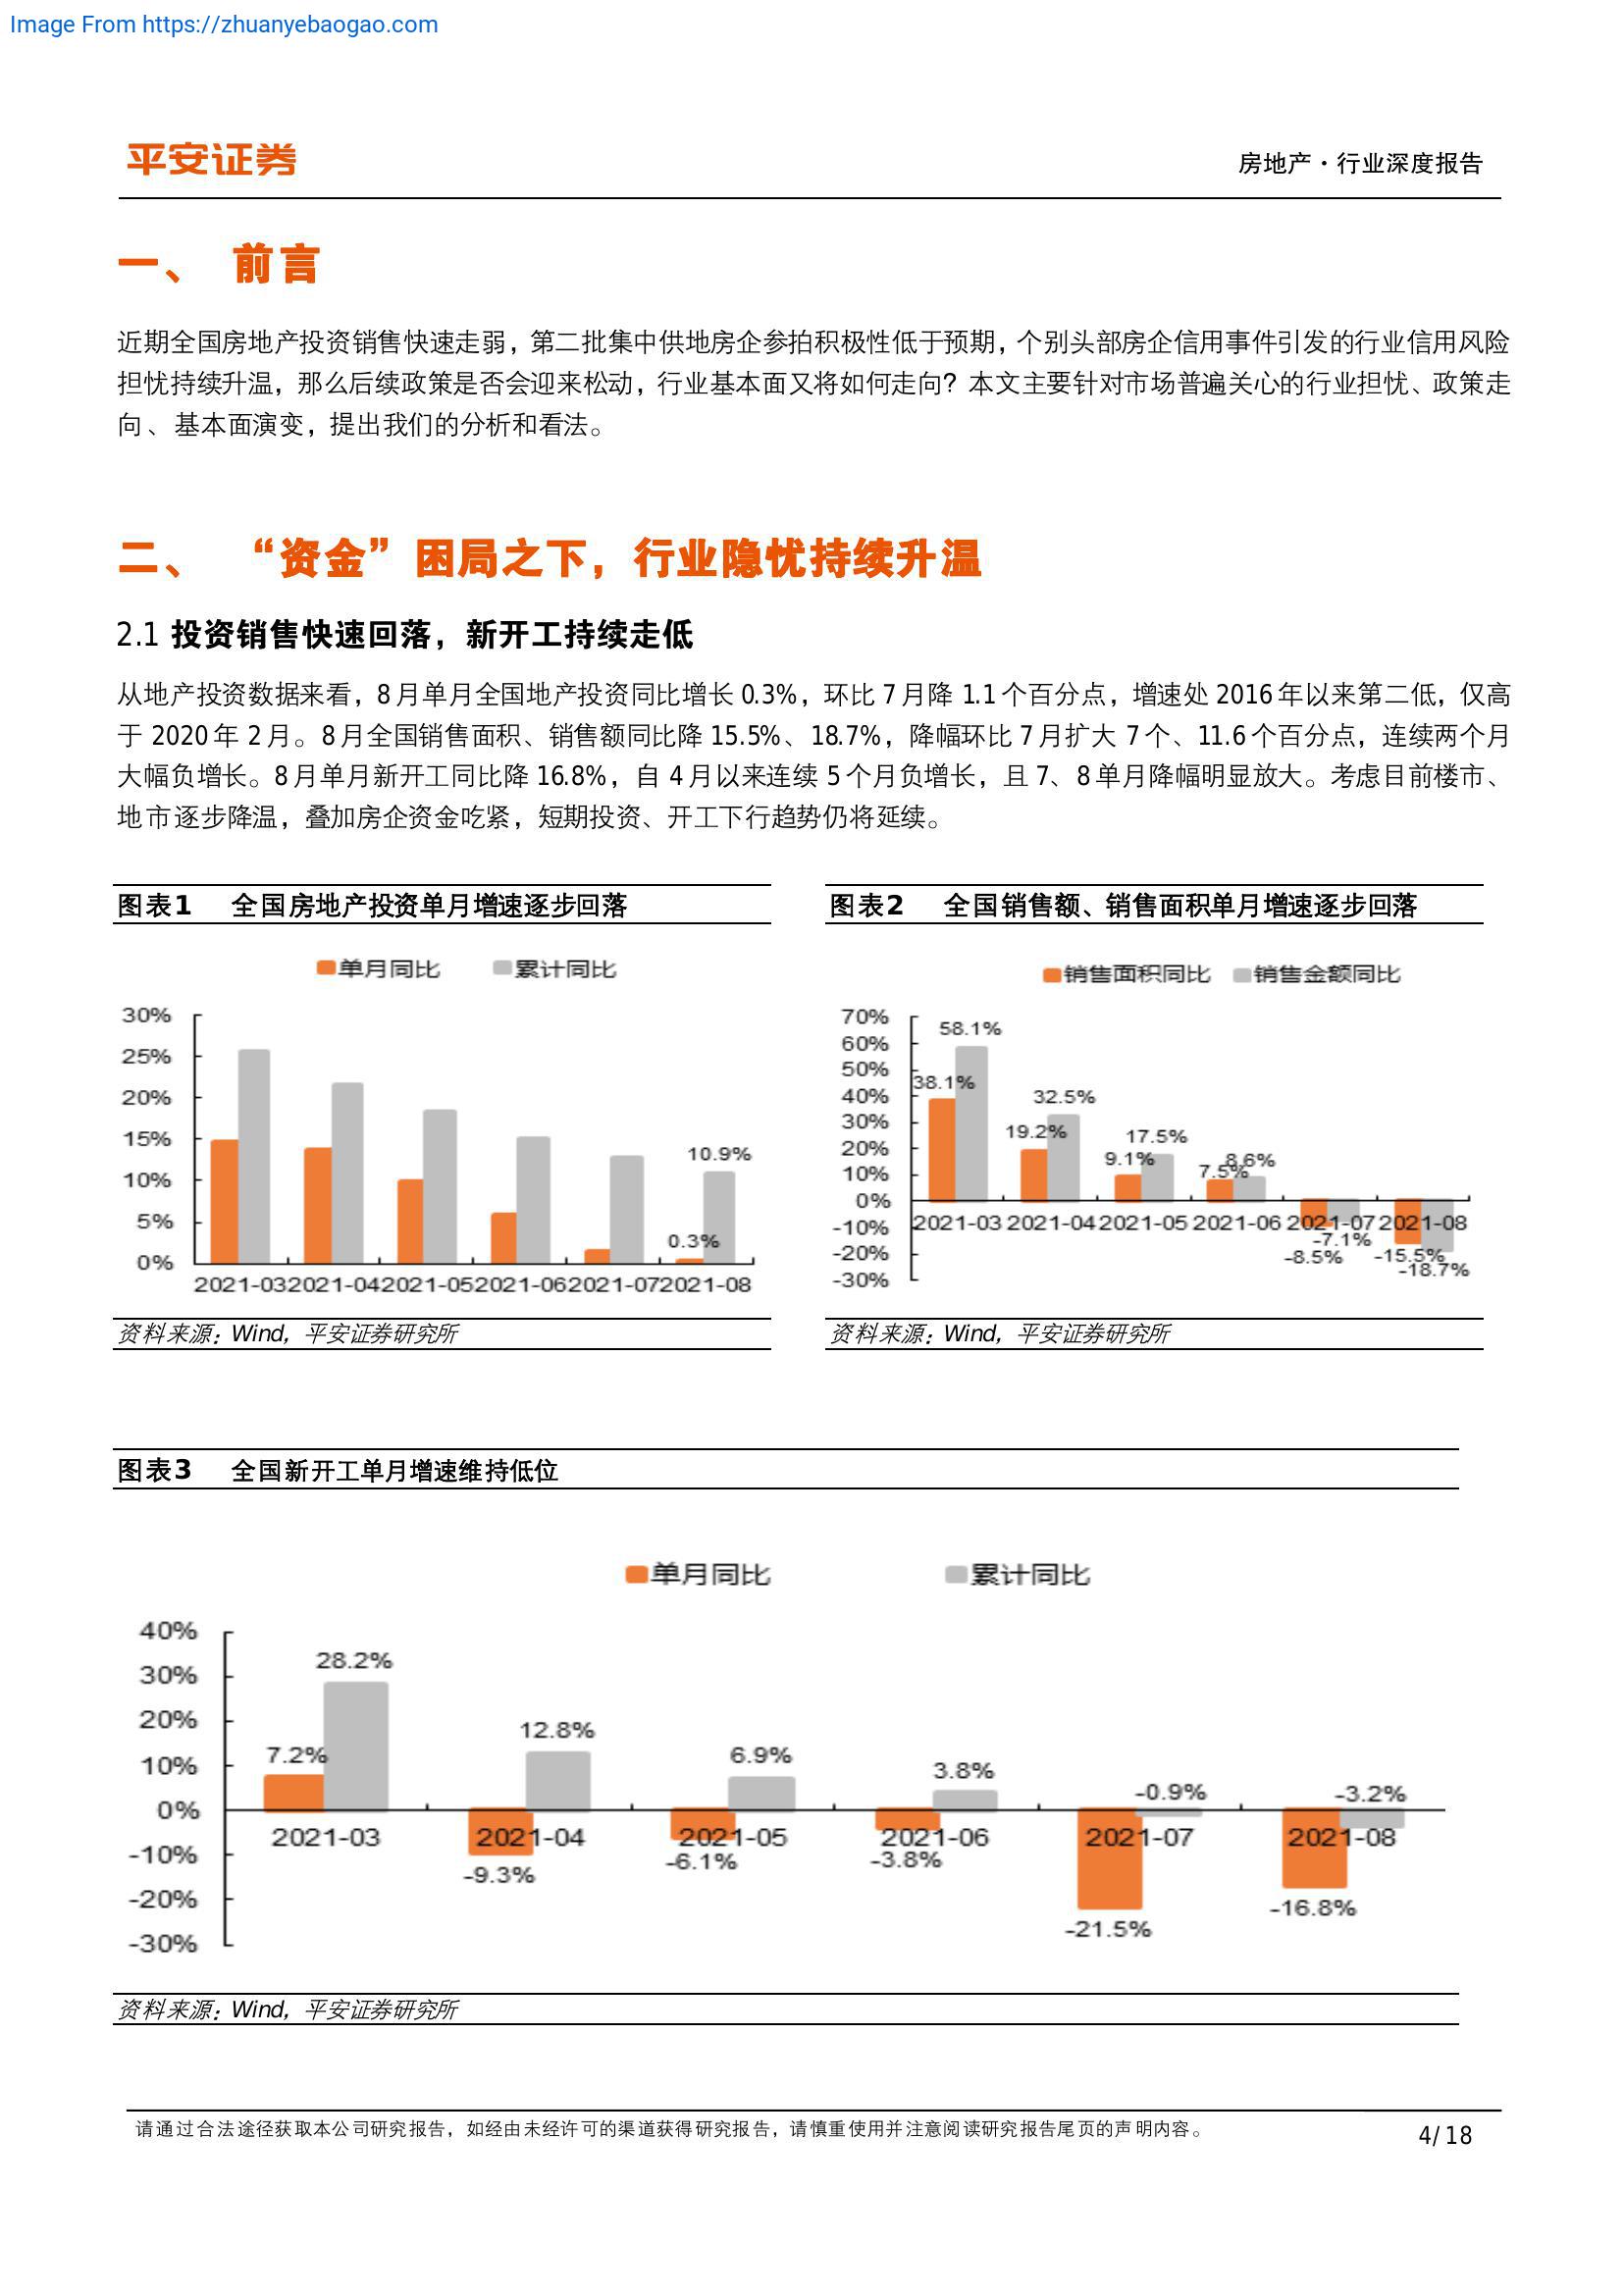 Image From https://zhuanyebaogao.com
平安证券
房地产·行业深度报告
一、 前言
近期全国房地产投资销售快速走弱，第二批集中供地房企参拍积极性低于预期，个别头部房企信用事件引发的行业信用风险
担忧持续升温，那么后续政策是否会迎来松动，行业基本面又将如何走向？本文主要针对市场普遍关心的行业担忧、政策走
向、基本面演变，提出我们的分析和看法。
二、 “资金”困局之下，行业隐忧持续升温
2.1 投资销售快速回落，新开工持续走低
从地产投资数据来看，8月单月全国地产投资同比增长 0.3%，环比 7月降 1.1个百分点，增速处 2016年以来第二低，仅高
于 2020年 2月。8月全国销售面积、销售额同比降 15.5%、18.7%，降幅环比 7月扩大 7个、11.6个百分点，连续两个月
大幅负增长。8月单月新开工同比降 16.8%，自 4月以来连续 5个月负增长，且 7、8单月降幅明显放大。考虑目前楼市、
地市逐步降温，叠加房企资金吃紧，短期投资、开工下行趋势仍将延续。
图表1 全国房地产投资单月增速逐步回落
单月同比 累计同比
30%
25%
20%
15%
10%
5%
0%
10.9%
0.3%
2021-03 2021-04 2021-05 2021-06 2021-07 2021-08
资料来源：Wind，平安证券研究所
图表2 全国销售额、销售面积单月增速逐步回落
销售面积同比 销售金额同比
70%
60%
50%
40%
30%
20%
10%
0%
-10%
-20%
-30%
58.1%
38.1%
32.5%
19.2%
17.5%
9.1%
8.6%
7.5%
2021-03 2021-04 2021-05 2021-06 2021-07 2021-08
-7.1%
-8.5%
-15.5%
-18.7%
资料来源：Wind，平安证券研究所
图表3 全国新开工单月增速维持低位
单月同比 累计同比
40%
30%
20%
10%
0%
-10%
-20%
-30%
28.2%
7.2%
12.8%
6.9%
3.8%
-0.9%
-3.2%
2021-03 2021-04 2021-05 2021-06 2021-07 2021-08
-9.3%
-6.1%
-3.8%
-21.5%
-16.8%
资料来源：Wind，平安证券研究所
请通过合法途径获取本公司研究报告，如经由未经许可的渠道获得研究报告，请慎重使用并注意阅读研究报告尾页的声明内容。
4/ 18